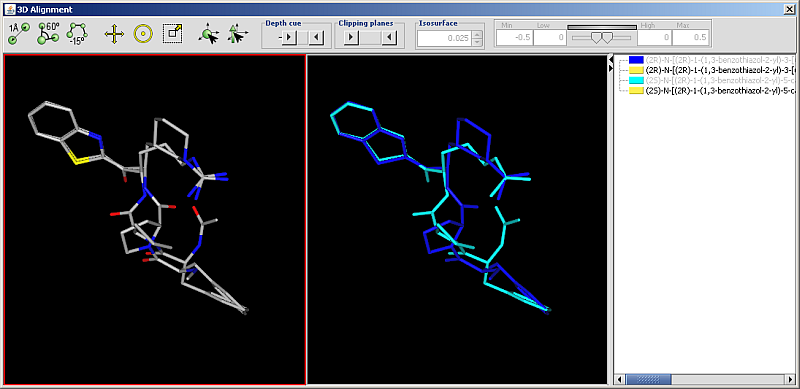 3D Alignment
1Å
60°
-15°
Depth cue
Clipping planes
Isosurface
0.025
Min
Low
High
Max
-0.5
0
0
0.5
(2R)-N-[(2R)-1-(1,3-benzothiazol-2-yl)-3-[
(2R)-N-[(2R)-1-(1,3-benzothiazol-2-yl)-3-[
(2S)-N-[(2R)-1-(1,3-benzothiazol-2-yl)-5-c
(2S)-N-[(2R)-1-(1,3-benzothiazol-2-yl)-5-c